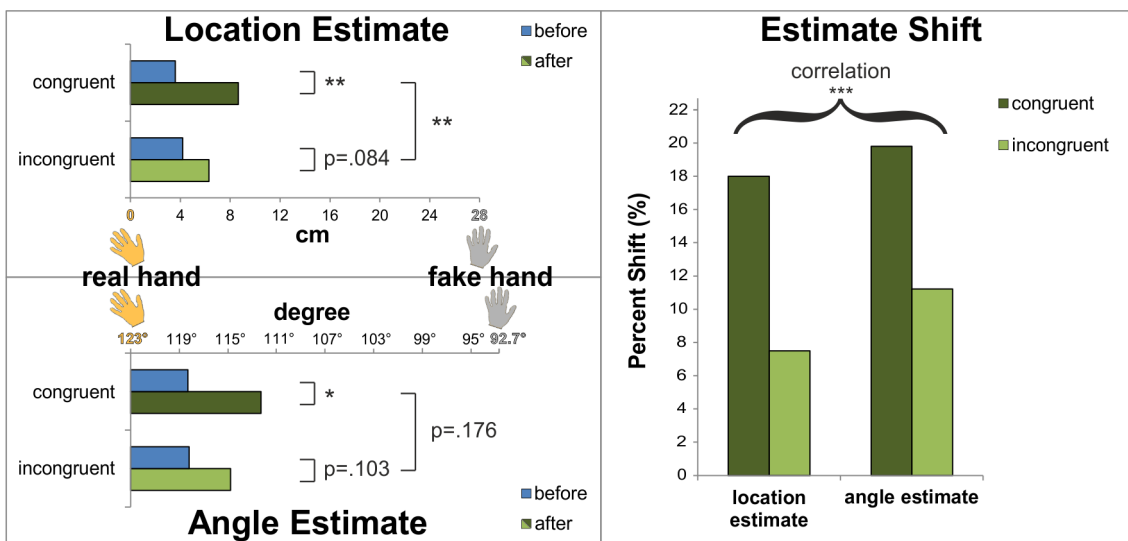 Location Estimate
before
after
congruent
**
**
incongruent
p=.084
0 4 8 12 16 20 24 28
cm
real hand
fake hand
degree
123° 119° 115° 111° 107° 103° 99° 95° 92.7°
congruent
*
p=.176
incongruent
p=.103
before
after
Angle Estimate
Estimate Shift
correlation
***
congruent
incongruent
Percent Shift (%)
22
20
18
16
14
12
10
8
6
4
2
0
location
estimate
angle estimate